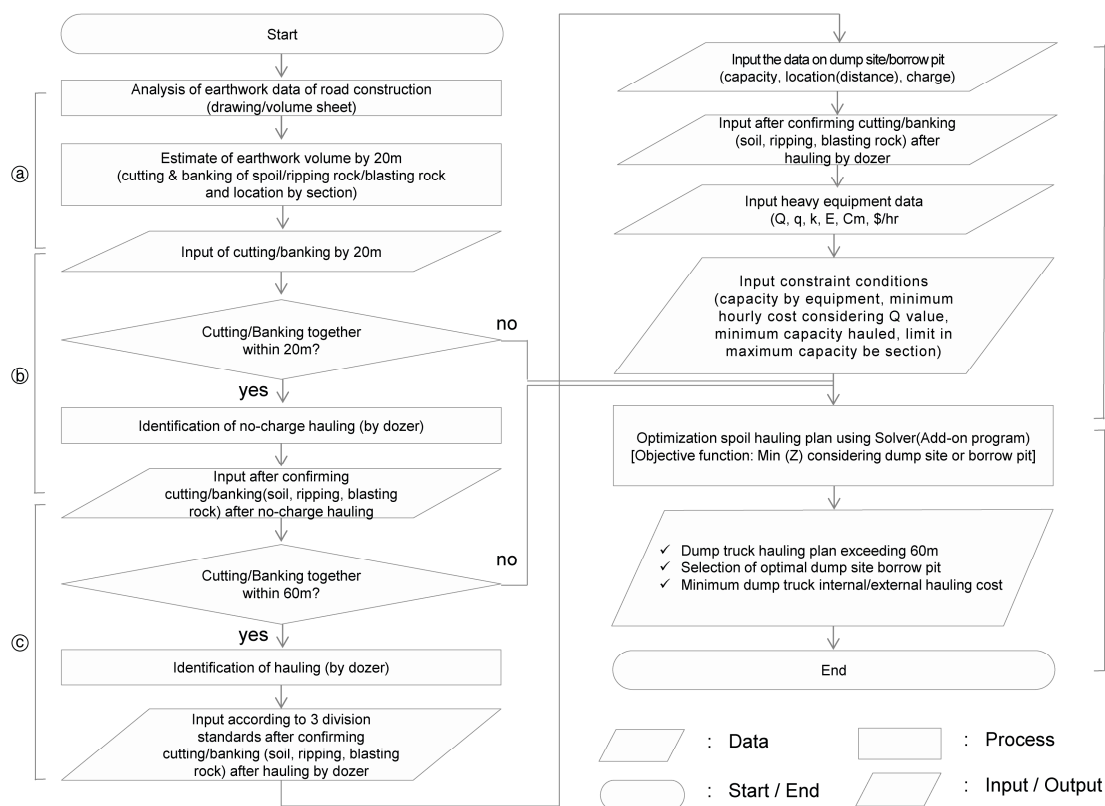 Start
Analysis of earthwork data of road construction
(drawing/volume sheet)
ⓐ
Estimate of earthwork volume by 20m
(cutting & banking of spoil/ripping rock/blasting rock
and location by section)
Input of cutting/banking by 20m
Cutting/Banking together
within 20m?
no
yes
ⓑ
Identification of no-charge hauling (by dozer)
Input after confirming
cutting/banking(soil, ripping, blasting
rock) after no-charge hauling
Cutting/Banking together
within 60m?
no
yes
ⓒ
Identification of hauling (by dozer)
Input according to 3 division
standards after confirming
cutting/banking (soil, ripping, blasting
rock) after hauling by dozer
Input the data on dump site/borrow pit
(capacity, location(distance), charge)
Input after confirming cutting/banking
(soil, ripping, blasting rock) after
hauling by dozer
Input heavy equipment data
(Q, q, k, E, Cm, $/hr)
Input constraint conditions
(capacity by equipment, minimum
hourly cost considering Q value,
minimum capacity hauled, limit in
maximum capacity be section)
Optimization spoil hauling plan using Solver(Add-on program)
[Objective function: Min (Z) considering dump site or borrow pit]
✓ Dump truck hauling plan exceeding 60m
✓ Selection of optimal dump site borrow pit
✓ Minimum dump truck internal/external hauling cost
End
: Data
: Process
: Start / End
: Input / Output